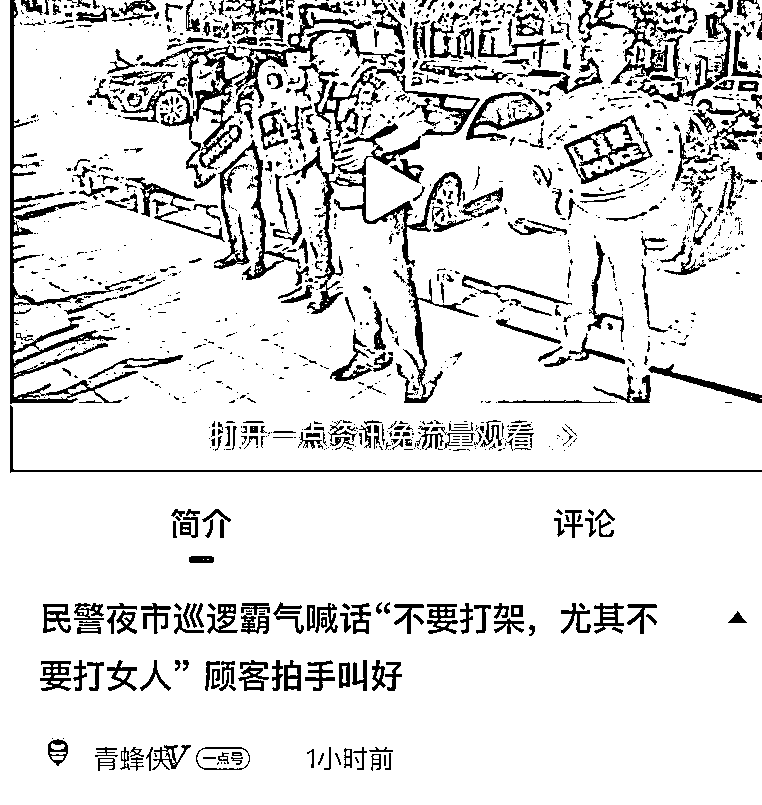 打开一点资讯免流量观看
简介
评论
民警夜市巡逻霸气喊话“不要打架，尤其不
要打女人” 顾客拍手叫好
青蜂侠V 一点号 1小时前